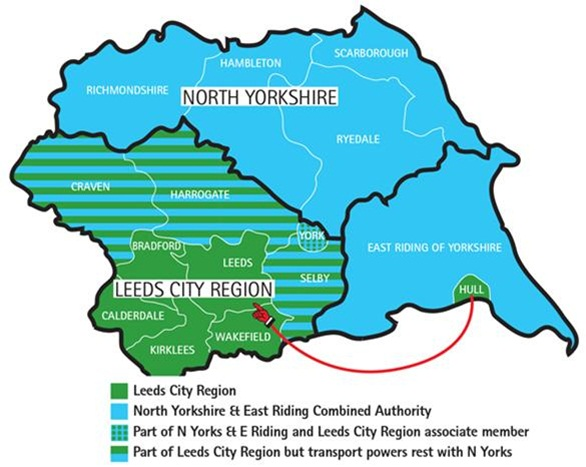 SCARBOROUGH
HAMBLETON
RICHMONDSHIRE
NORTH YORKSHIRE
RYEDALE
CRAVEN
HARROGATE
YORK
BRADFORD
EAST RIDING OF YORKSHIRE
LEEDS
SELBY
LEEDS CITY REGION
HULL
CALDERDALE
WAKEFIELD
KIRKLEES
Leeds City Region
North Yorkshire & East Riding Combined Authority
Part of N Yorks & E Riding and Leeds City Region associate member
Part of Leeds City Region but transport powers rest with N Yorks